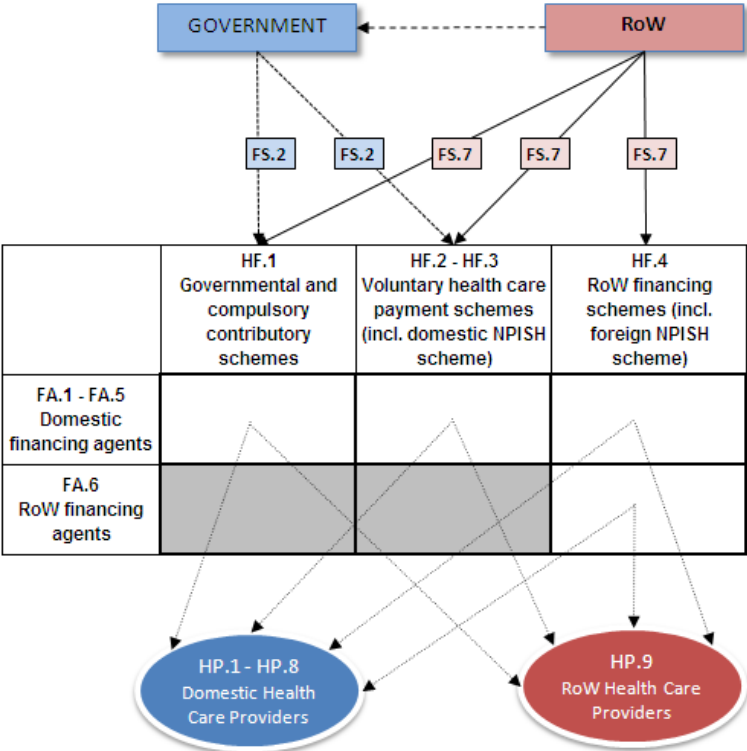 GOVERNMENT
RoW
FS.2
FS.2
FS.7
FS.7
FS.7
HF.1
Governmental and
compulsory
contributory
schemes
HF.2 - HF.3
Voluntary health care
payment schemes
(incl. domestic NPISH
scheme)
HF.4
RoW financing
schemes (incl.
foreign NPISH
scheme)
FA.1 - FA.5
Domestic
financing agents
FA.6
RoW financing
agents
HP.1 - HP.8
Domestic Health
Care Providers
HP.9
RoW Health Care
Providers